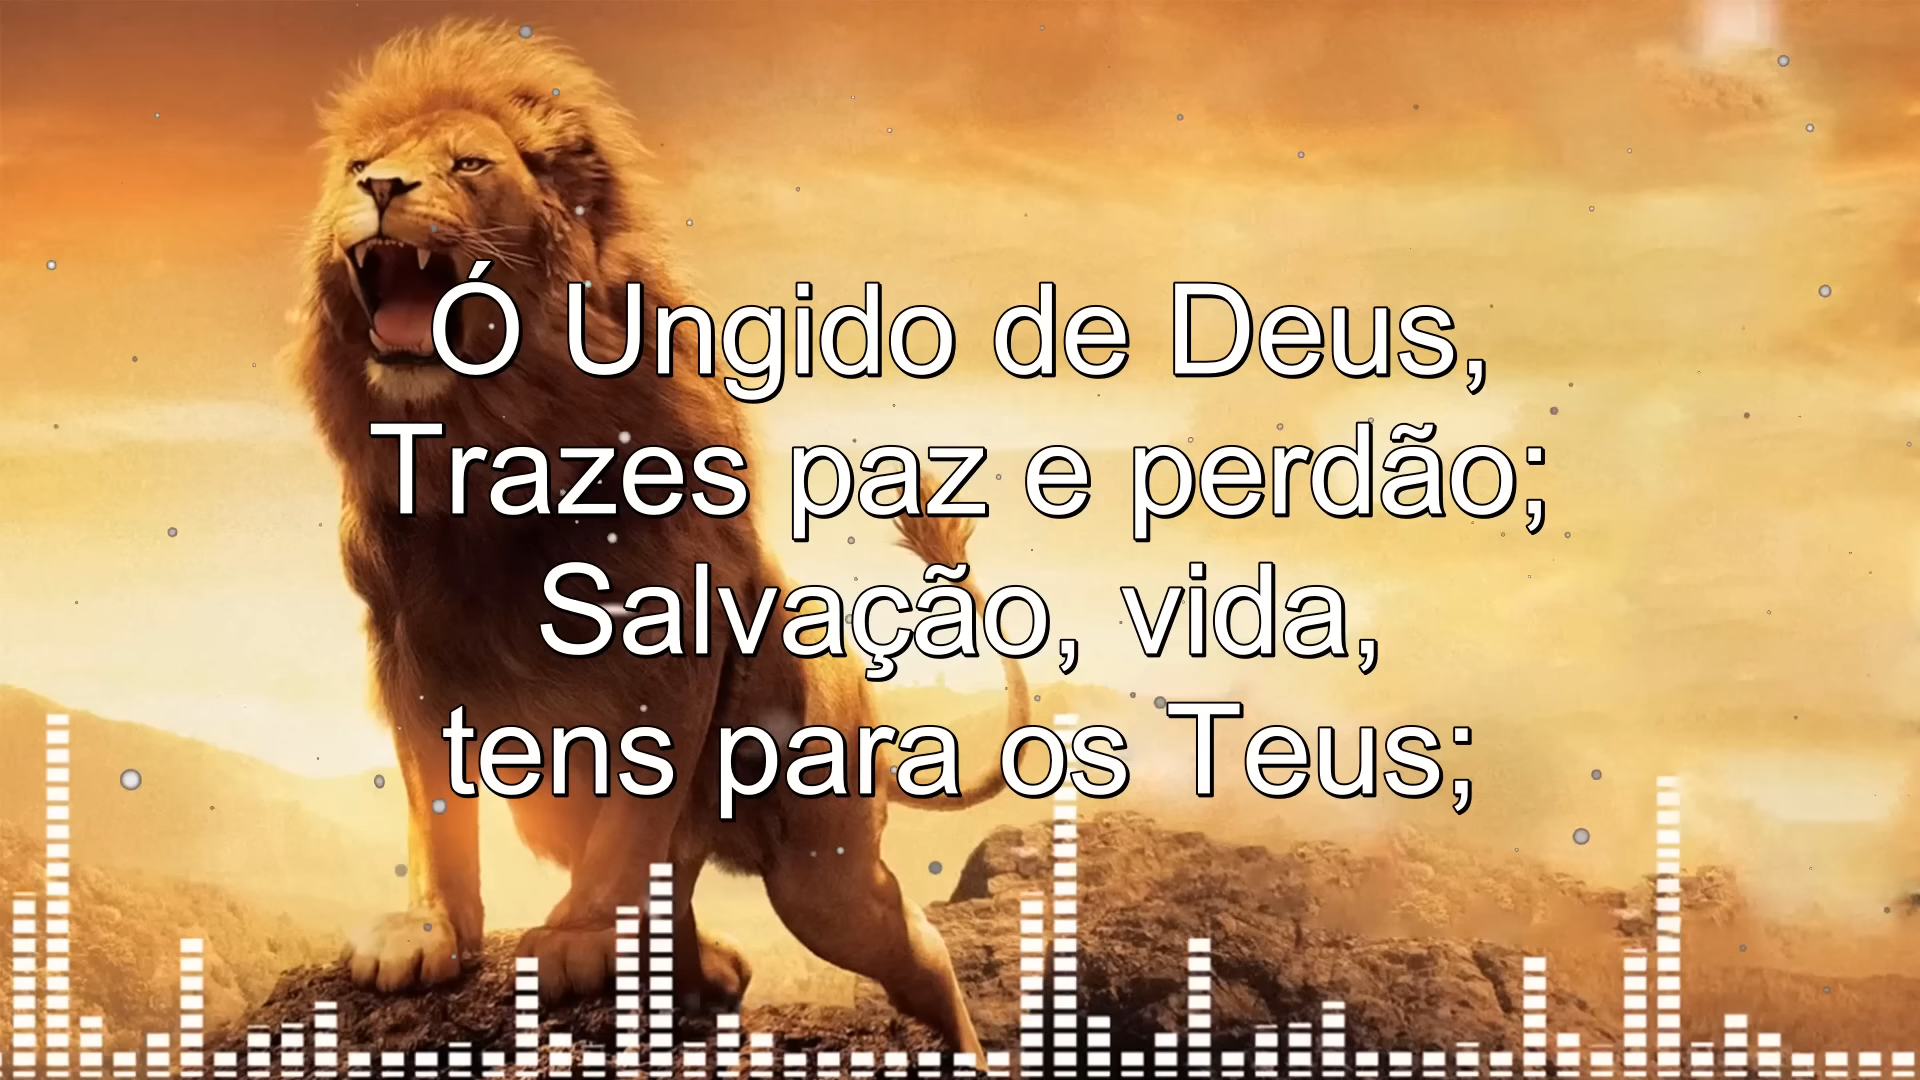 Ó Ungido de Deus,
Trazes paz e perdão;
Salvação, vida,
tens para os Teus;